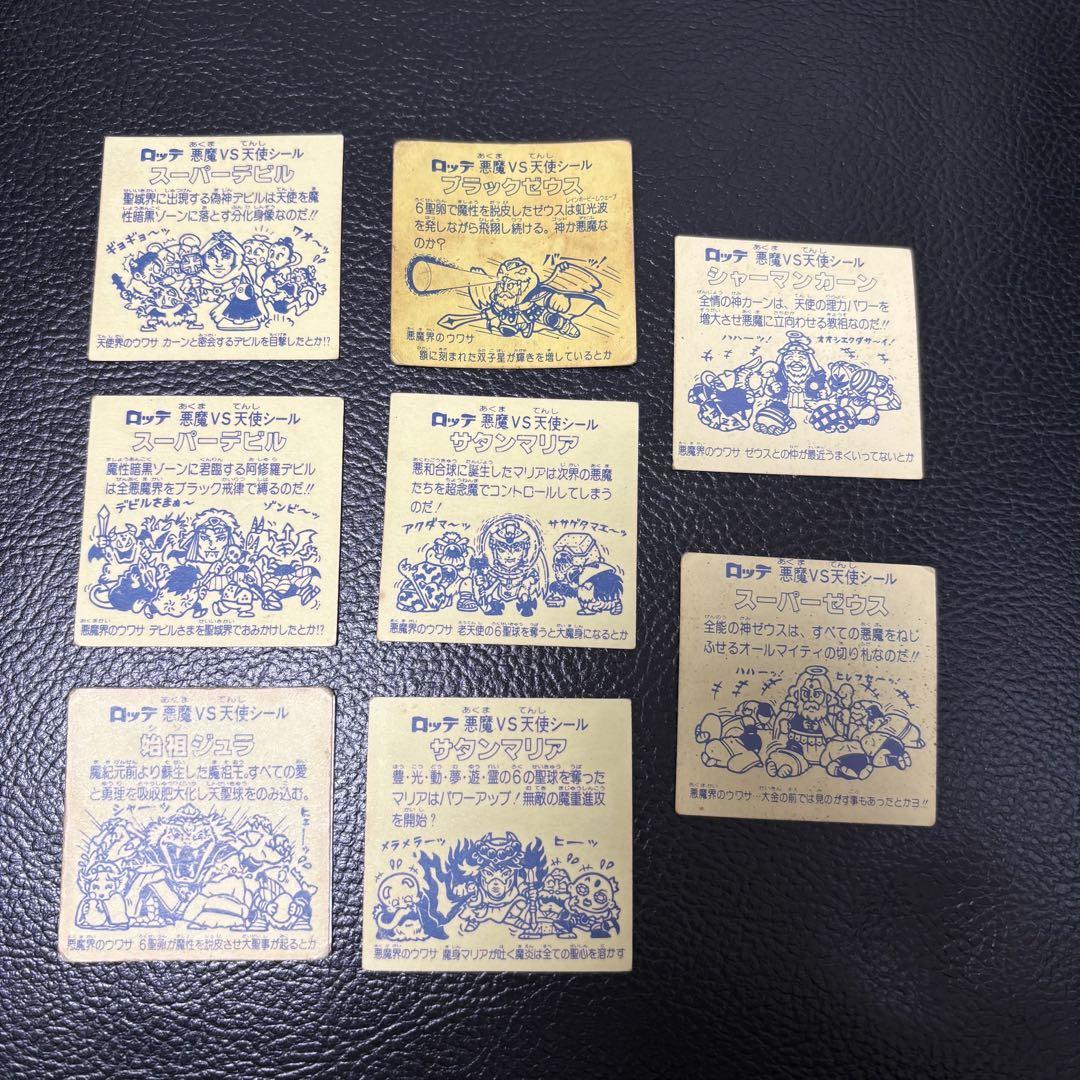 ロッテ 悪魔VS天使シール
スーパーデビル
聖城界に出現する偽神デビルは天使を魔
性暗黒ゾーンに落とす分化身像なのだ!!
ギョギョ〜ッ
ワオ〜ッ
天使界のウワサ カーンと密会するデビルを目撃したとか!?
ロッテ 悪魔VS天使シール
ブラックゼウス
6聖卵で魔性を脱皮したゼウスは虹光波
を発しながら飛翔し続ける。神か悪魔な
のか?
バーッ!
悪魔界のウワサ
額に刻まれた双子星が輝きを増しているとか
ロッテ 悪魔VS天使シール
シャーマンカーン
全情の神カーンは、天使の理力パワーを
増大させ悪魔に立向わせる教祖なのだ!!
ハハーッ!
オオシエクダサ〜イ!
悪魔界のウワサ ゼウスとの仲が最近うまくいってないとか
ロッテ 悪魔VS天使シール
スーパーデビル
魔性暗黒ゾーンに君臨する阿修羅デビル
は全悪魔界をブラック戒律で縛るのだ!!
デビルさまぁ〜
ゾンビ〜ッ
悪魔界のウワサ デビルさまを聖城界でおみかけしたとか!?
ロッテ 悪魔VS天使シール
サタンマリア
悪和合球に誕生したマリアは次界の悪魔
たちを超念魔でコントロールしてしまう
のだ!
アクダマ〜ッ
ササゲタマエ〜ッ
悪魔界のウワサ 老天使の6聖球を奪うと大魔身になるとか
ロッテ 悪魔VS天使シール
スーパーゼウス
全能の神ゼウスは、すべての悪魔をねじ
ふせるオールマイティの切り札なのだ!!
ハハーッ!
ヒレフセーッ!
悪魔界のウワサ…大金の前では見のがす事もあったとかヨ!!
ロッテ 悪魔VS天使シール
始祖ジュラ
魔紀元前より蘇生した魔祖王。すべての愛
と勇理を吸収肥大化し天聖球をのみ込む。
シャーッ
ヒェーッ
悪魔界のウワサ 6聖卵が魔性を脱皮させ大聖事が起るとか
ロッテ 悪魔VS天使シール
サタンマリア
豊・光・動・夢・遊・霊の6の聖球を奪った
マリアはパワーアップ!無敵の魔重進攻
を開始?
メラメラーッ
ヒーッ
悪魔界のウワサ 魔身マリアが吐く魔炎は全ての聖心を溶かす